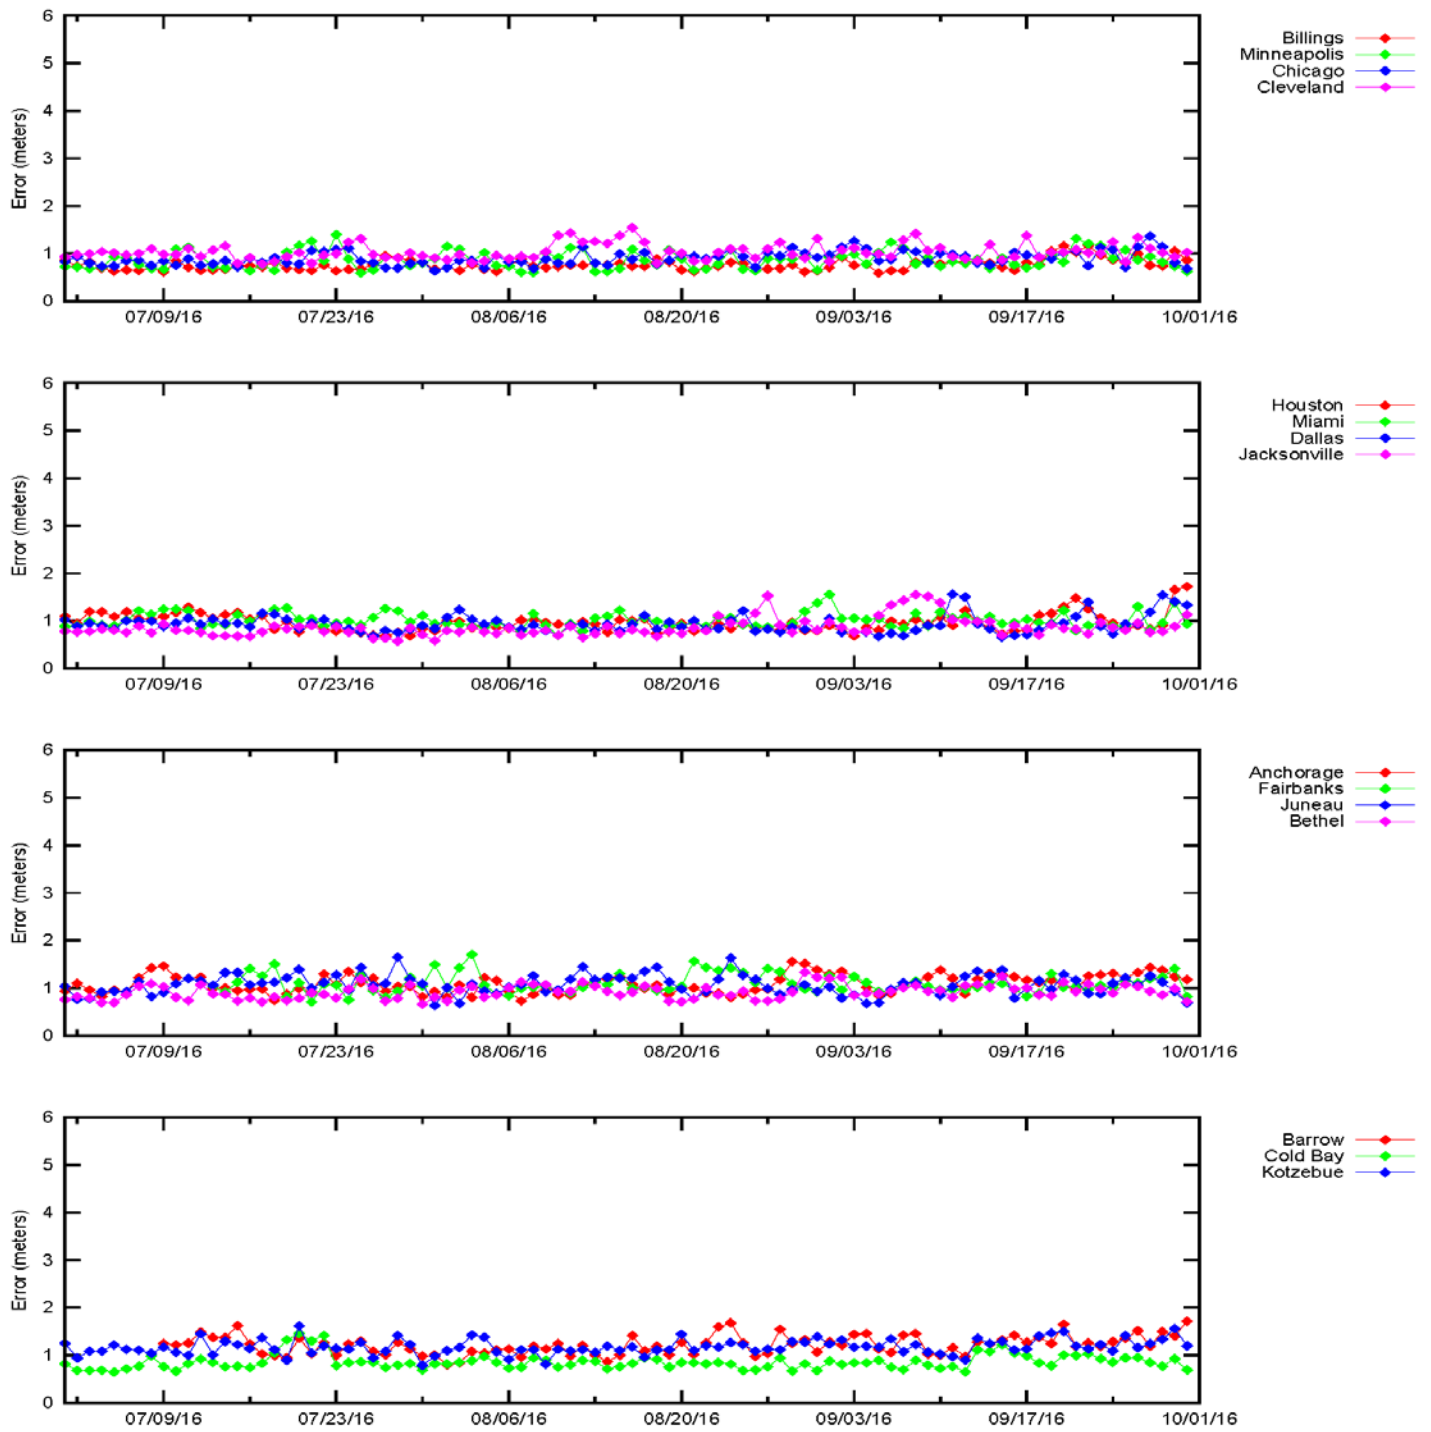 6
5
4
3
2
1
0
Error (meters)
07/09/16 07/23/16 08/06/16 08/20/16 09/03/16 09/17/16 10/01/16
Billings
Minneapolis
Chicago
Cleveland
6
5
4
3
2
1
0
Error (meters)
07/09/16 07/23/16 08/06/16 08/20/16 09/03/16 09/17/16 10/01/16
Houston
Miami
Dallas
Jacksonville
6
5
4
3
2
1
0
Error (meters)
07/09/16 07/23/16 08/06/16 08/20/16 09/03/16 09/17/16 10/01/16
Anchorage
Fairbanks
Juneau
Bethel
6
5
4
3
2
1
0
Error (meters)
07/09/16 07/23/16 08/06/16 08/20/16 09/03/16 09/17/16 10/01/16
Barrow
Cold Bay
Kotzebue